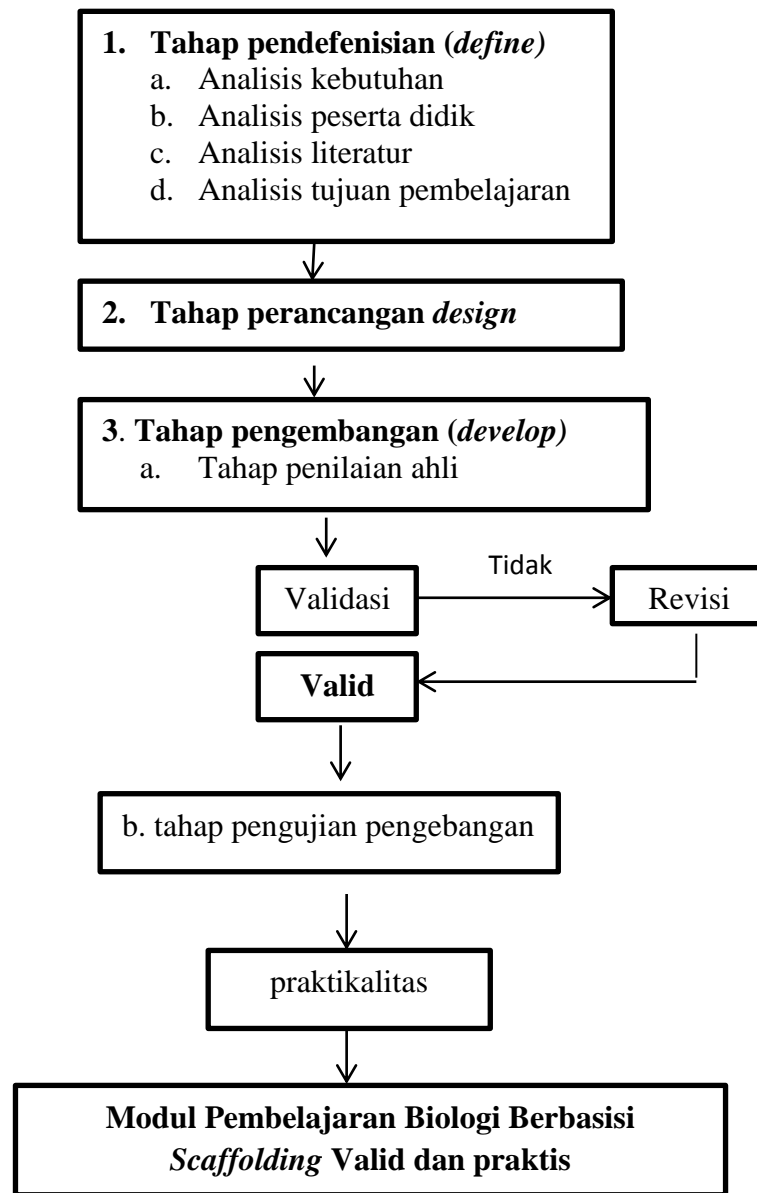 1. Tahap pendefenisian (define)
a. Analisis kebutuhan
b. Analisis peserta didik
c. Analisis literatur
d. Analisis tujuan pembelajaran
2. Tahap perancangan design
3. Tahap pengembangan (develop)
a. Tahap penilaian ahli
Validasi
Tidak
Revisi
Valid
b. tahap pengujian pengebangan
praktikalitas
Modul Pembelajaran Biologi Berbasisi
Scaffolding Valid dan praktis